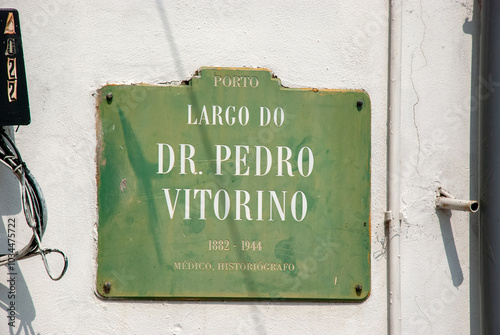 PORTO
LARGO DO
DR. PEDRO
VITORINO
1882 - 1944
MÉDICO, HISTORIÓGRAFO